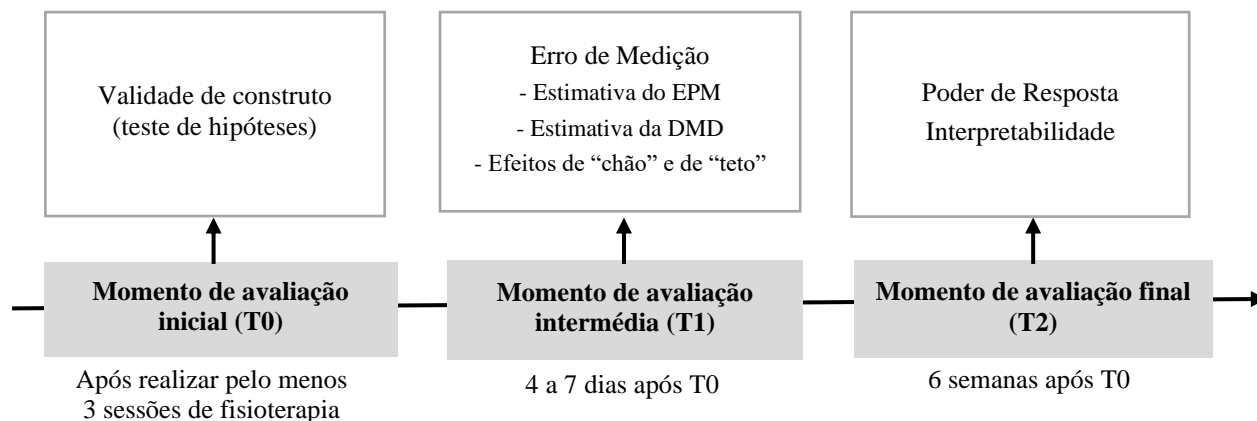 Validade de construto
(teste de hipóteses)
Erro de Medição
- Estimativa do EPM
- Estimativa da DMD
- Efeitos de “chão” e de “teto”
Poder de Resposta
Interpretabilidade
Momento de avaliação
inicial (T0)
Momento de avaliação
intermédia (T1)
Momento de avaliação final
(T2)
Após realizar pelo menos
3 sessões de fisioterapia
4 a 7 dias após T0
6 semanas após T0